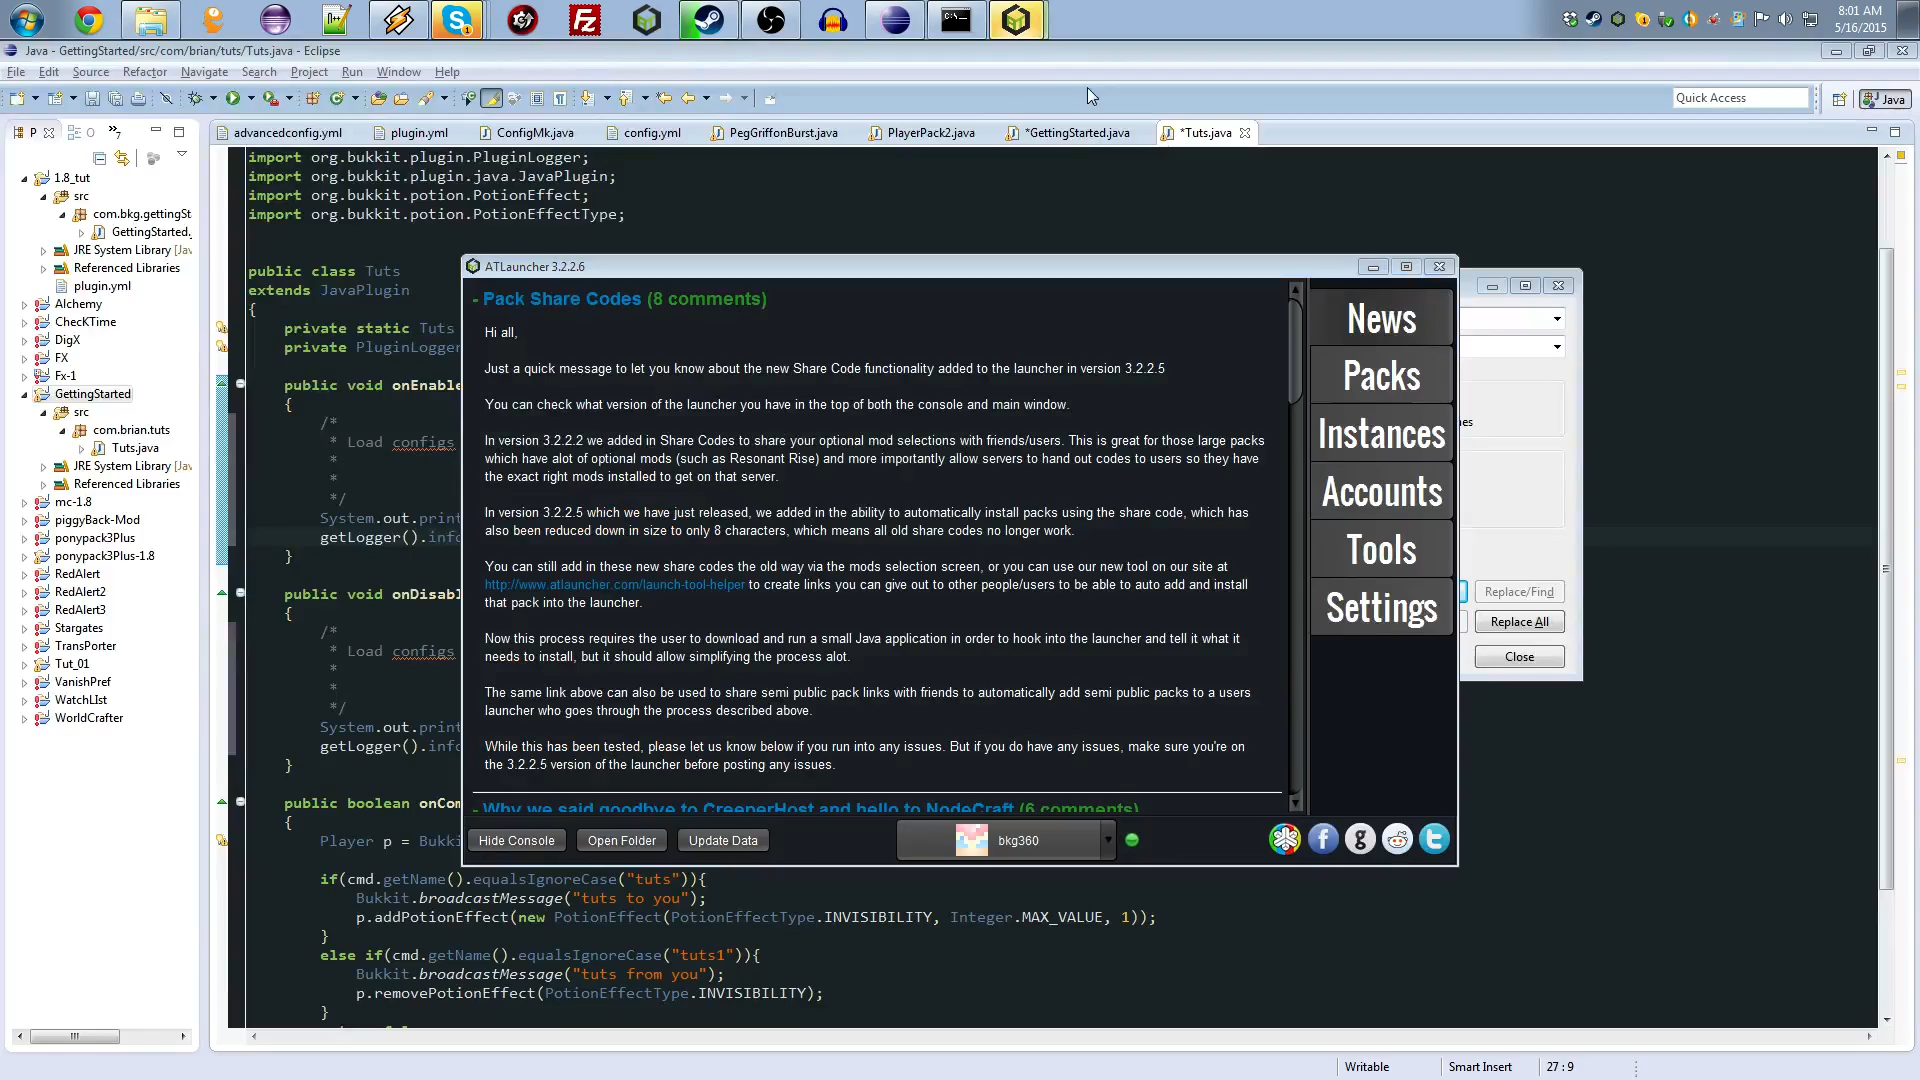 8:01 AM
5/16/2015
Java - GettingStarted/src/com/brian/tuts/Tuts.java - Eclipse
File Edit Source Refactor Navigate Search Project Run Window Help
Quick Access
Java
P
O
7
advancedconfig.yml
plugin.yml
ConfigMk.java
config.yml
PegGriffonBurst.java
PlayerPack2.java
*GettingStarted.java
*Tuts.java
1.8_tut
src
com.bkg.gettingSt
GettingStarted.
JRE System Library [Jav
Referenced Libraries
plugin.yml
Alchemy
ChecKTime
DigX
FX
Fx-1
GettingStarted
src
com.brian.tuts
Tuts.java
JRE System Library [Jav
Referenced Libraries
mc-1.8
piggyBack-Mod
ponypack3Plus
ponypack3Plus-1.8
RedAlert
RedAlert2
RedAlert3
Stargates
TransPorter
Tut_01
VanishPref
WatchLIst
WorldCrafter
import org.bukkit.plugin.PluginLogger;
import org.bukkit.plugin.java.JavaPlugin;
import org.bukkit.potion.PotionEffect;
import org.bukkit.potion.PotionEffectType;
public class Tuts
extends JavaPlugin
{
private static Tuts
private PluginLogger
public void onEnable
{
/*
* Load configs
*
*
*/
System.out.print
getLogger().info
}
public void onDisabl
{
/*
* Load configs
*
*
*/
System.out.print
getLogger().info
}
public boolean onCom
{
Player p = Bukki
if(cmd.getName().equalsIgnoreCase("tuts")){
Bukkit.broadcastMessage("tuts to you");
p.addPotionEffect(new PotionEffect(PotionEffectType.INVISIBILITY, Integer.MAX_VALUE, 1));
}
else if(cmd.getName().equalsIgnoreCase("tuts1")){
Bukkit.broadcastMessage("tuts from you");
p.removePotionEffect(PotionEffectType.INVISIBILITY);
}
ATLauncher 3.2.2.6
- Pack Share Codes (8 comments)
Hi all,
Just a quick message to let you know about the new Share Code functionality added to the launcher in version 3.2.2.5
You can check what version of the launcher you have in the top of both the console and main window.
In version 3.2.2.2 we added in Share Codes to share your optional mod selections with friends/users. This is great for those large packs
which have alot of optional mods (such as Resonant Rise) and more importantly allow servers to hand out codes to users so they have
the exact right mods installed to get on that server.
In version 3.2.2.5 which we have just released, we added in the ability to automatically install packs using the share code, which has
also been reduced down in size to only 8 characters, which means all old share codes no longer work.
You can still add in these new share codes the old way via the mods selection screen, or you can use our new tool on our site at
http://www.atlauncher.com/launch-tool-helper to create links you can give out to other people/users to be able to auto add and install
that pack into the launcher.
Now this process requires the user to download and run a small Java application in order to hook into the launcher and tell it what it
needs to install, but it should allow simplifying the process alot.
The same link above can also be used to share semi public pack links with friends to automatically add semi public packs to a users
launcher who goes through the process described above.
While this has been tested, please let us know below if you run into any issues. But if you do have any issues, make sure you're on
the 3.2.2.5 version of the launcher before posting any issues.
- Why we said goodbye to CreeperHost and hello to NodeCraft (6 comments)
News
Packs
Instances
Accounts
Tools
Settings
Hide Console
Open Folder
Update Data
bkg360
nes
Replace/Find
Replace All
Close
Writable
Smart Insert
27 : 9